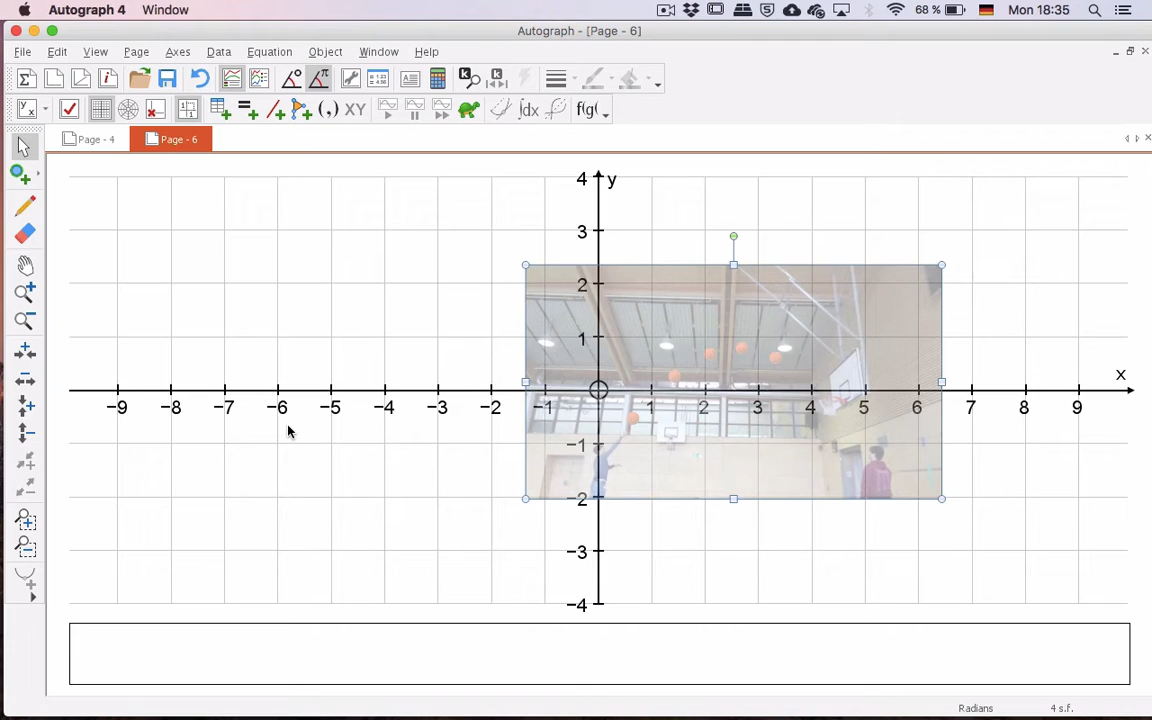 Autograph 4 Window 68 % Mon 18:35
Autograph - [Page - 6]
File Edit View Page Axes Data Equation Object Window Help
XY ∫dx f(g(
Page - 4 Page - 6
4 y
3
2
1
x
−9 −8 −7 −6 −5 −4 −3 −2 −1 1 2 3 4 5 6 7 8 9
−1
−2
−3
−4
Radians 4 s.f.